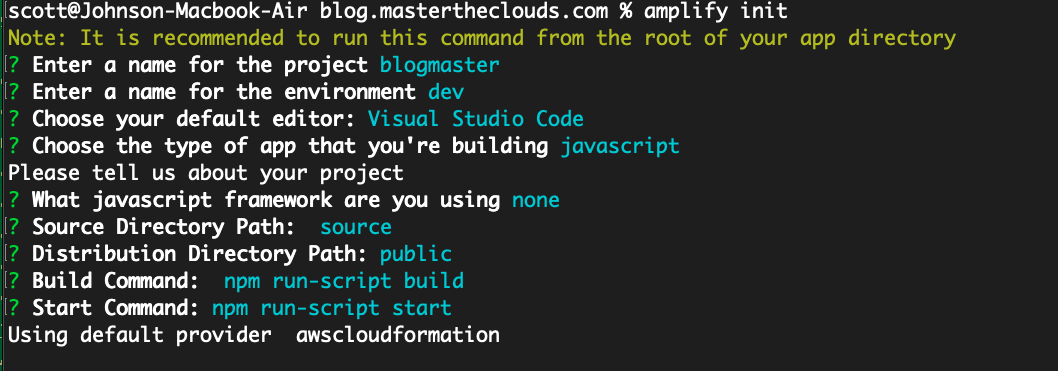 scott@Johnson-Macbook-Air blog.mastertheclouds.com % amplify init
Note: It is recommended to run this command from the root of your app directory
? Enter a name for the project blogmaster
? Enter a name for the environment dev
? Choose your default editor: Visual Studio Code
? Choose the type of app that you're building javascript
Please tell us about your project
? What javascript framework are you using none
? Source Directory Path:  source
? Distribution Directory Path: public
? Build Command:  npm run-script build
? Start Command: npm run-script start
Using default provider  awscloudformation